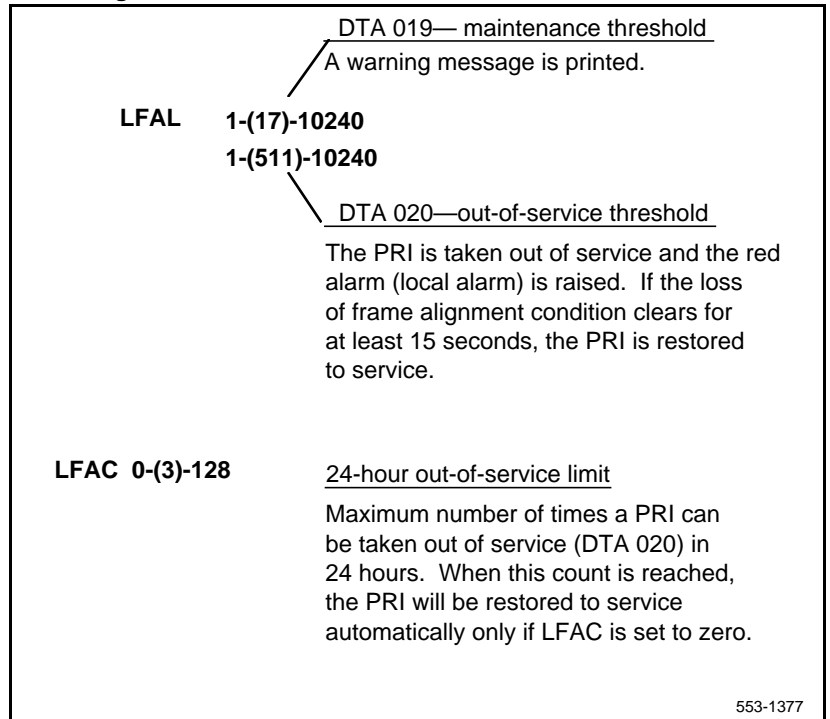 DTA 019— maintenance threshold
A warning message is printed.
LFAL 1-(17)-10240
1-(511)-10240
DTA 020—out-of-service threshold
The PRI is taken out of service and the red
alarm (local alarm) is raised. If the loss
of frame alignment condition clears for
at least 15 seconds, the PRI is restored
to service.
LFAC 0-(3)-128 24-hour out-of-service limit
Maximum number of times a PRI can
be taken out of service (DTA 020) in
24 hours. When this count is reached,
the PRI will be restored to service
automatically only if LFAC is set to zero.
553-1377